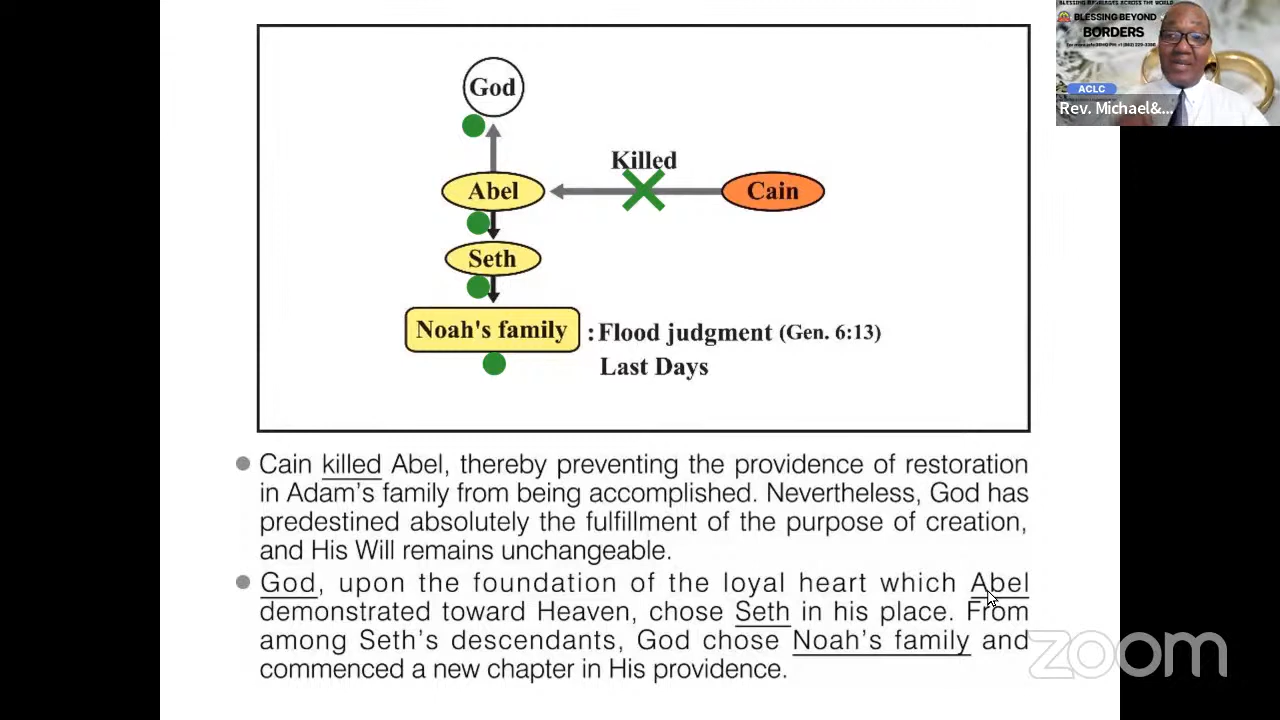 God
Killed
Abel
Cain
Seth
Noah's family
: Flood judgment (Gen. 6:13)
Last Days
Cain killed Abel, thereby preventing the providence of restoration
in Adam's family from being accomplished. Nevertheless, God has
predestined absolutely the fulfillment of the purpose of creation,
and His Will remains unchangeable.
God, upon the foundation of the loyal heart which Abel
demonstrated toward Heaven, chose Seth in his place. From
among Seth's descendants, God chose Noah's family and
commenced a new chapter in His providence.
BLESSING BEYOND
BORDERS
ACLC
Rev. Michael&...
zoom